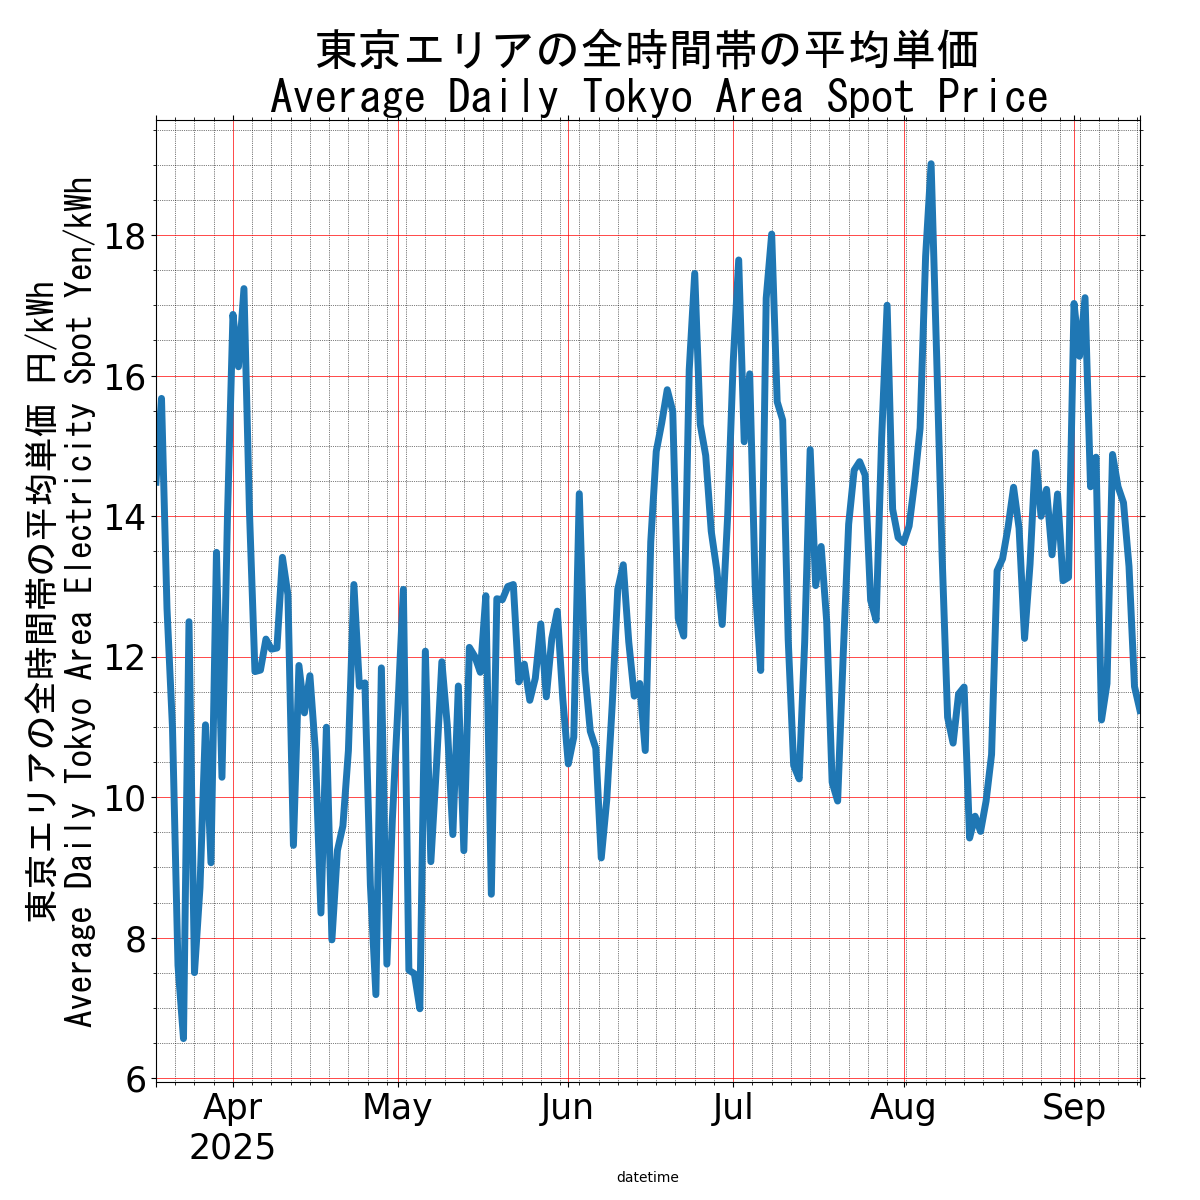 東京エリアの全時間帯の平均単価
Average Daily Tokyo Area Spot Price
東京エリアの全時間帯の平均単価 円/kWh
Average Daily Tokyo Area Electricity Spot Yen/kWh
18
16
14
12
10
8
6
Apr
2025
May
Jun
Jul
Aug
Sep
datetime